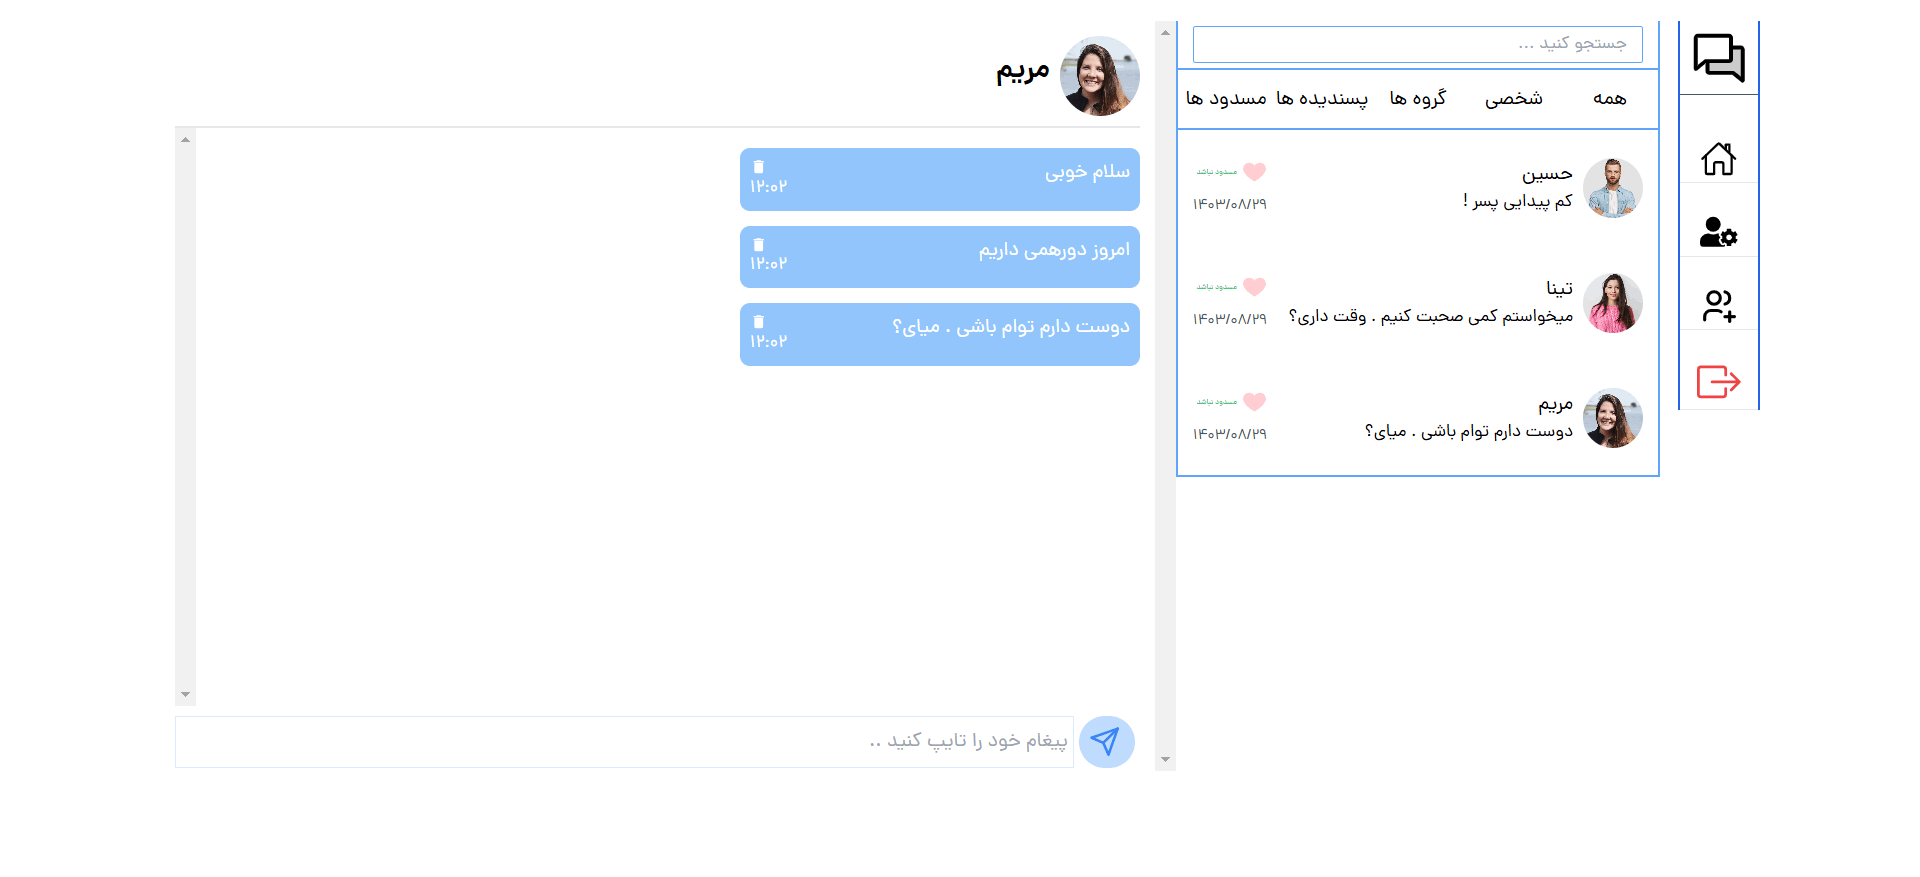 جستجو کنید ...
همه شخصی گروه ها پسندیده ها مسدود ها
حسین
مسدود نباشد
کم پیدایی پسر !
۱۴۰۳/۰۸/۲۹
تینا
مسدود نباشد
میخواستم کمی صحبت کنیم . وقت داری؟
۱۴۰۳/۰۸/۲۹
مریم
مسدود نباشد
دوست دارم توام باشی . میای؟
۱۴۰۳/۰۸/۲۹
مریم
سلام خوبی
۱۲:۰۲
امروز دورهمی داریم
۱۲:۰۲
دوست دارم توام باشی . میای؟
۱۲:۰۲
پیغام خود را تایپ کنید ..